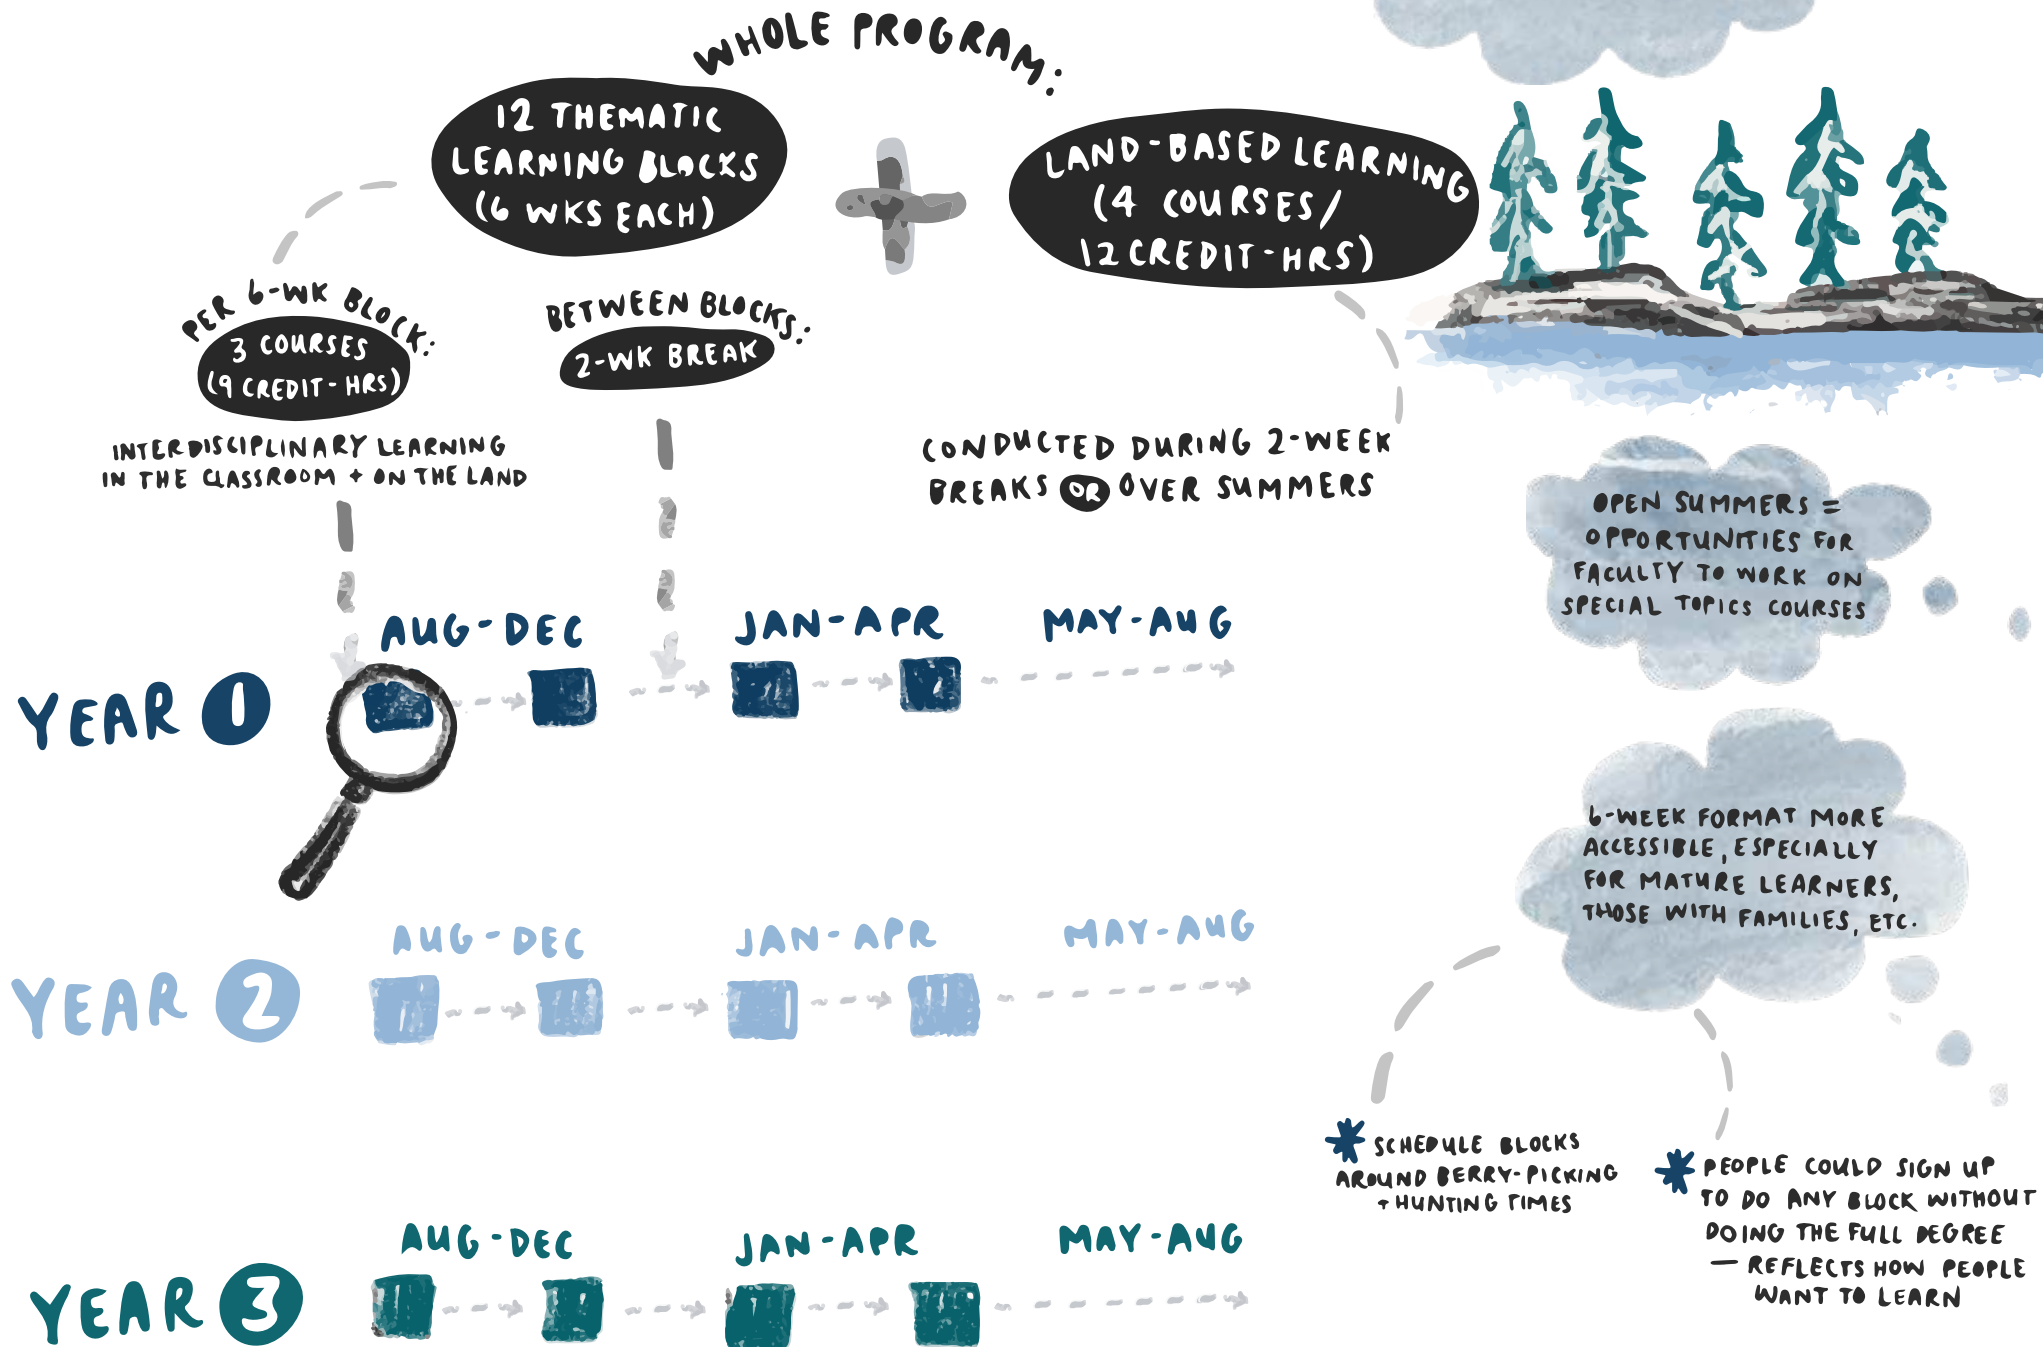 WHOLE PROGRAM:
12 THEMATIC
LEARNING BLOCKS
(6 WKS EACH)
LAND-BASED LEARNING
(4 COURSES/
12 CREDIT-HRS)
PER 6-WK BLOCK:
3 COURSES
(9 CREDIT-HRS)
INTERDISCIPLINARY LEARNING
IN THE CLASSROOM + ON THE LAND
BETWEEN BLOCKS:
2-WK BREAK
CONDUCTED DURING 2-WEEK
BREAKS OR OVER SUMMERS
OPEN SUMMERS =
OPPORTUNITIES FOR
FACULTY TO WORK ON
SPECIAL TOPICS COURSES
AUG-DEC
JAN-APR
MAY-AUG
YEAR 1
6-WEEK FORMAT MORE
ACCESSIBLE, ESPECIALLY
FOR MATURE LEARNERS,
THOSE WITH FAMILIES, ETC.
AUG-DEC
JAN-APR
MAY-AUG
YEAR 2
* SCHEDULE BLOCKS
AROUND BERRY-PICKING
+ HUNTING TIMES
* PEOPLE COULD SIGN UP
TO DO ANY BLOCK WITHOUT
DOING THE FULL DEGREE
— REFLECTS HOW PEOPLE
WANT TO LEARN
AUG-DEC
JAN-APR
MAY-AUG
YEAR 3